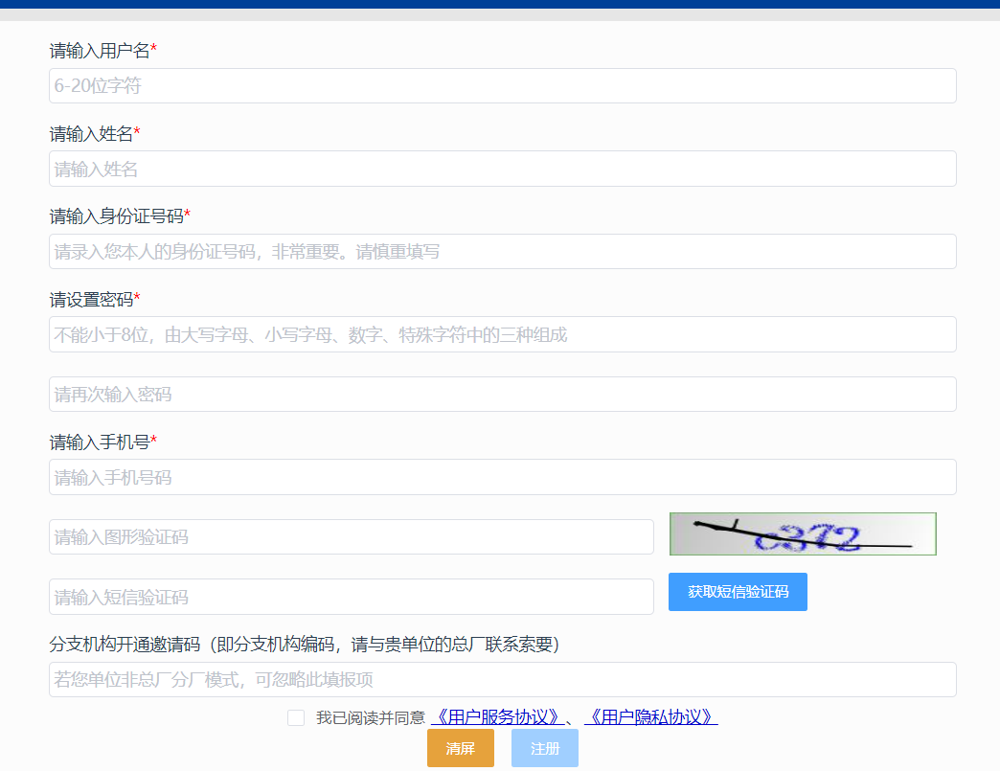 请输入用户名*
6-20位字符
请输入姓名*
请输入姓名
请输入身份证号码*
请录入您本人的身份证号码，非常重要。请慎重填写
请设置密码*
不能小于8位，由大写字母、小写字母、数字、特殊字符中的三种组成
请再次输入密码
请输入手机号*
请输入手机号码
请输入图形验证码
c372
请输入短信验证码
获取短信验证码
分支机构开通邀请码（即分支机构编码，请与贵单位的总厂联系索要）
若您单位非总厂分厂模式，可忽略此填报项
我已阅读并同意 《用户服务协议》、 《用户隐私协议》
清屏 注册